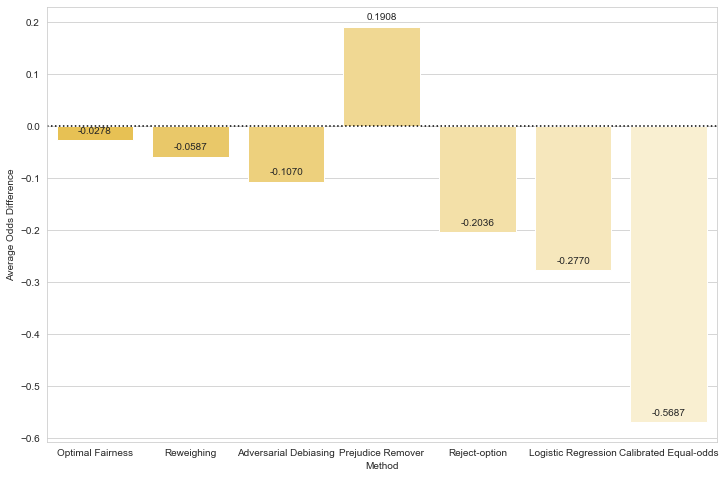 0.2
0.1
0.0
−0.1
−0.2
−0.3
−0.4
−0.5
−0.6
Average Odds Difference
-0.0278
-0.0587
-0.1070
0.1908
-0.2036
-0.2770
-0.5687
Optimal Fairness
Reweighing
Adversarial Debiasing
Prejudice Remover
Reject-option
Logistic Regression
Calibrated Equal-odds
Method